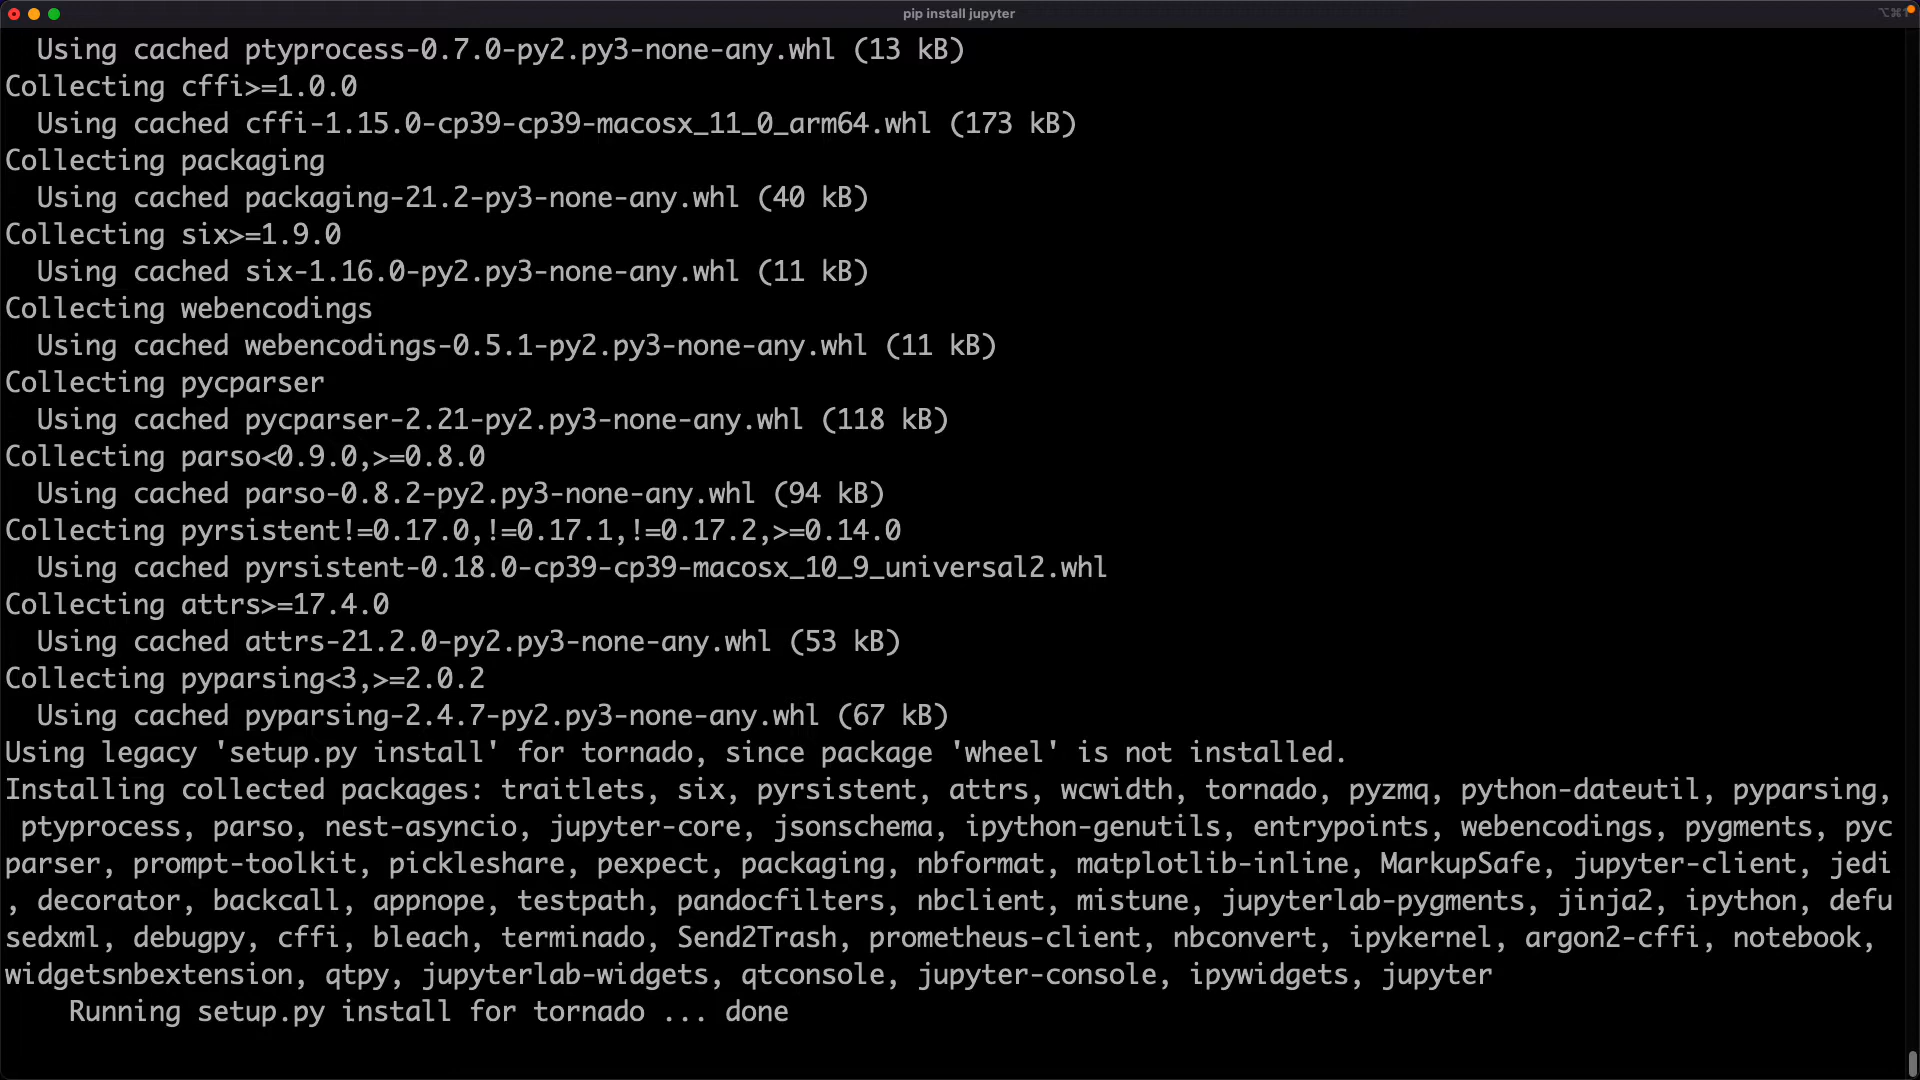 pip install jupyter
Using cached ptyprocess-0.7.0-py2.py3-none-any.whl (13 kB)
Collecting cffi>=1.0.0
Using cached cffi-1.15.0-cp39-cp39-macosx_11_0_arm64.whl (173 kB)
Collecting packaging
Using cached packaging-21.2-py3-none-any.whl (40 kB)
Collecting six>=1.9.0
Using cached six-1.16.0-py2.py3-none-any.whl (11 kB)
Collecting webencodings
Using cached webencodings-0.5.1-py2.py3-none-any.whl (11 kB)
Collecting pycparser
Using cached pycparser-2.21-py2.py3-none-any.whl (118 kB)
Collecting parso<0.9.0,>=0.8.0
Using cached parso-0.8.2-py2.py3-none-any.whl (94 kB)
Collecting pyrsistent!=0.17.0,!=0.17.1,!=0.17.2,>=0.14.0
Using cached pyrsistent-0.18.0-cp39-cp39-macosx_10_9_universal2.whl
Collecting attrs>=17.4.0
Using cached attrs-21.2.0-py2.py3-none-any.whl (53 kB)
Collecting pyparsing<3,>=2.0.2
Using cached pyparsing-2.4.7-py2.py3-none-any.whl (67 kB)
Using legacy 'setup.py install' for tornado, since package 'wheel' is not installed.
Installing collected packages: traitlets, six, pyrsistent, attrs, wcwidth, tornado, pyzmq, python-dateutil, pyparsing,
ptyprocess, parso, nest-asyncio, jupyter-core, jsonschema, ipython-genutils, entrypoints, webencodings, pygments, pyc
parser, prompt-toolkit, pickleshare, pexpect, packaging, nbformat, matplotlib-inline, MarkupSafe, jupyter-client, jedi
, decorator, backcall, appnope, testpath, pandocfilters, nbclient, mistune, jupyterlab-pygments, jinja2, ipython, defu
sedxml, debugpy, cffi, bleach, terminado, Send2Trash, prometheus-client, nbconvert, ipykernel, argon2-cffi, notebook,
widgetsnbextension, qtpy, jupyterlab-widgets, qtconsole, jupyter-console, ipywidgets, jupyter
Running setup.py install for tornado ... done